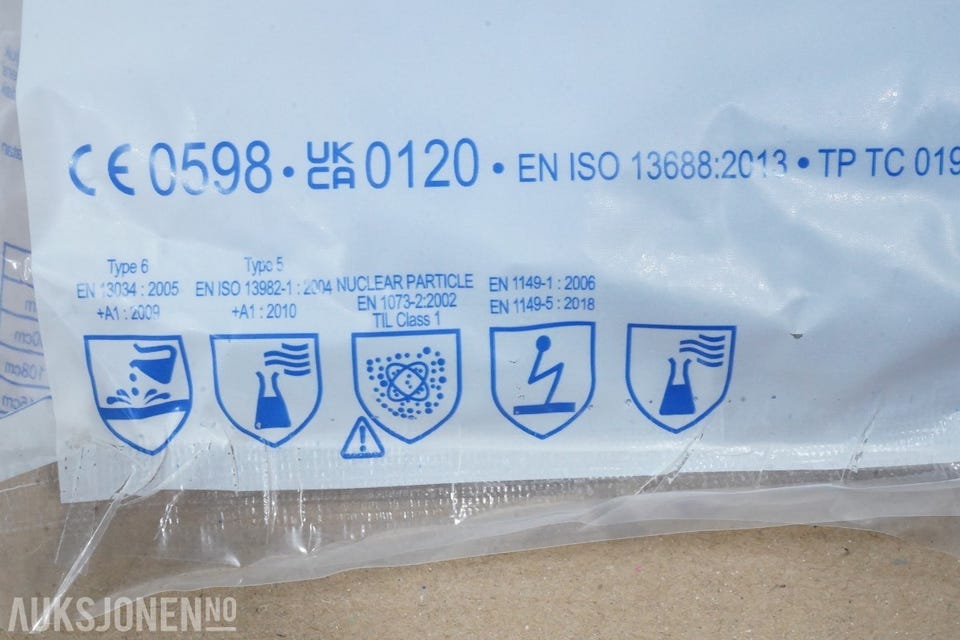 CE 0598 • UK CA 0120 • EN ISO 13688:2013 • TP TC 019
Type 6
EN 13034 : 2005
+A1 : 2009
Type 5
EN ISO 13982-1 : 2004
+A1 : 2010
NUCLEAR PARTICLE
EN 1073-2:2002
TIL Class 1
EN 1149-1 : 2006
EN 1149-5 : 2018
AUKSJONEN.NO